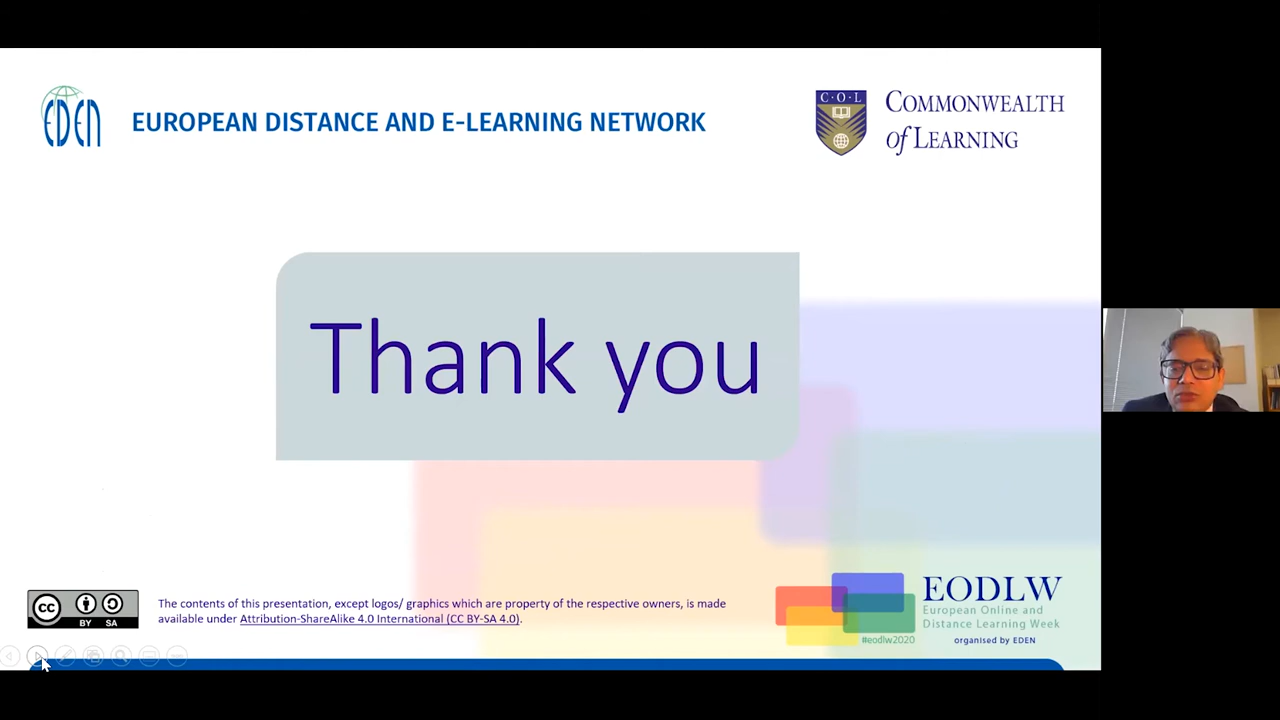 EDEN
EUROPEAN DISTANCE AND E-LEARNING NETWORK
C·O·L
COMMONWEALTH
of LEARNING
Thank you
cc
BY SA
The contents of this presentation, except logos/ graphics which are property of the respective owners, is made
available under Attribution-ShareAlike 4.0 International (CC BY-SA 4.0).
EODLW
European Online and
Distance Learning Week
#eodlw2020
organised by EDEN